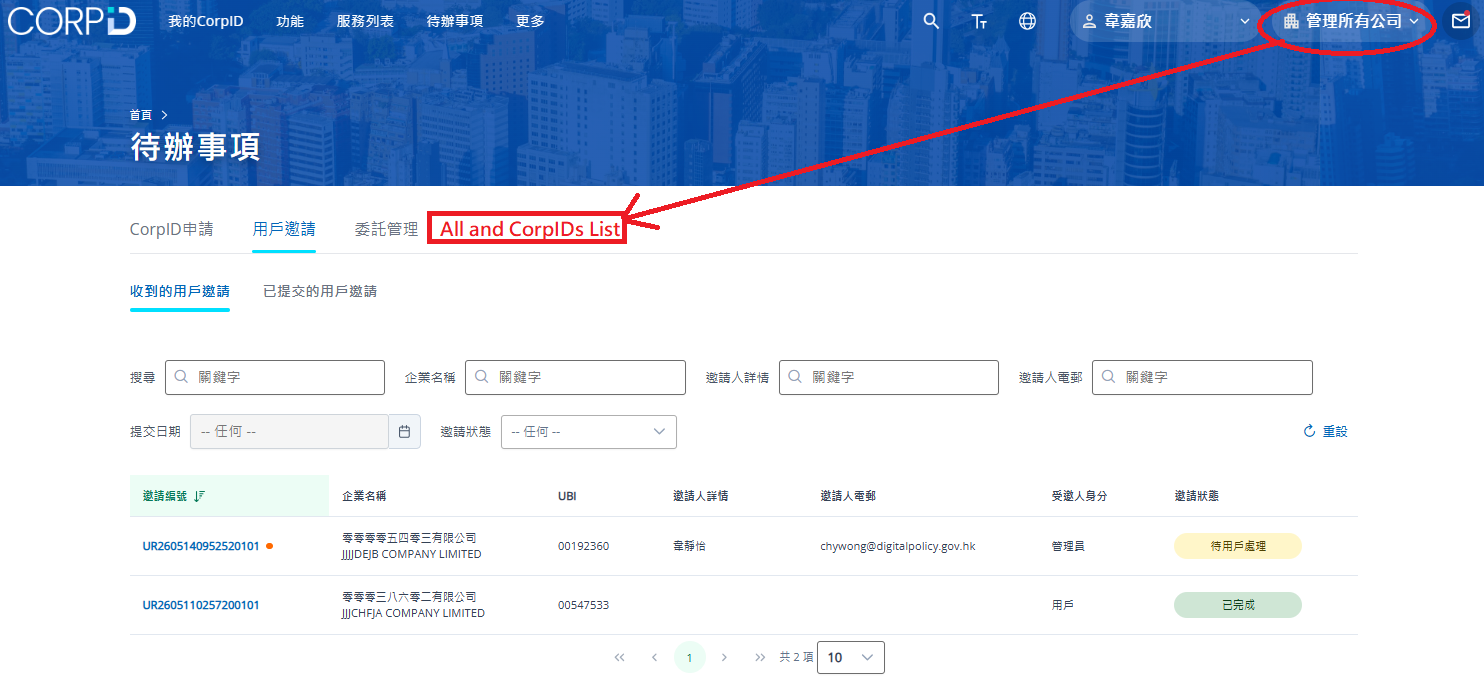 CORPID 我的CorpID 功能 服務列表 待辦事項 更多 韋嘉欣 管理所有公司
首頁
待辦事項
CorpID申請 用戶邀請 委託管理 All and CorpIDs List
收到的用戶邀請 已提交的用戶邀請
搜尋 關鍵字 企業名稱 關鍵字 邀請人詳情 關鍵字 邀請人電郵 關鍵字
提交日期 -- 任何 -- 邀請狀態 -- 任何 -- 重設
邀請編號 企業名稱 UBI 邀請人詳情 邀請人電郵 受邀人身分 邀請狀態
UR2605140952520101 零零零零五四零三有限公司 00192360 韋靜怡 chywong@digitalpolicy.gov.hk 管理員 待用戶處理
JJJJDEJB COMPANY LIMITED
UR2605110257200101 零零零三八六零二有限公司 00547533 用戶 已完成
JJJCHFJA COMPANY LIMITED
1 共 2 項 10